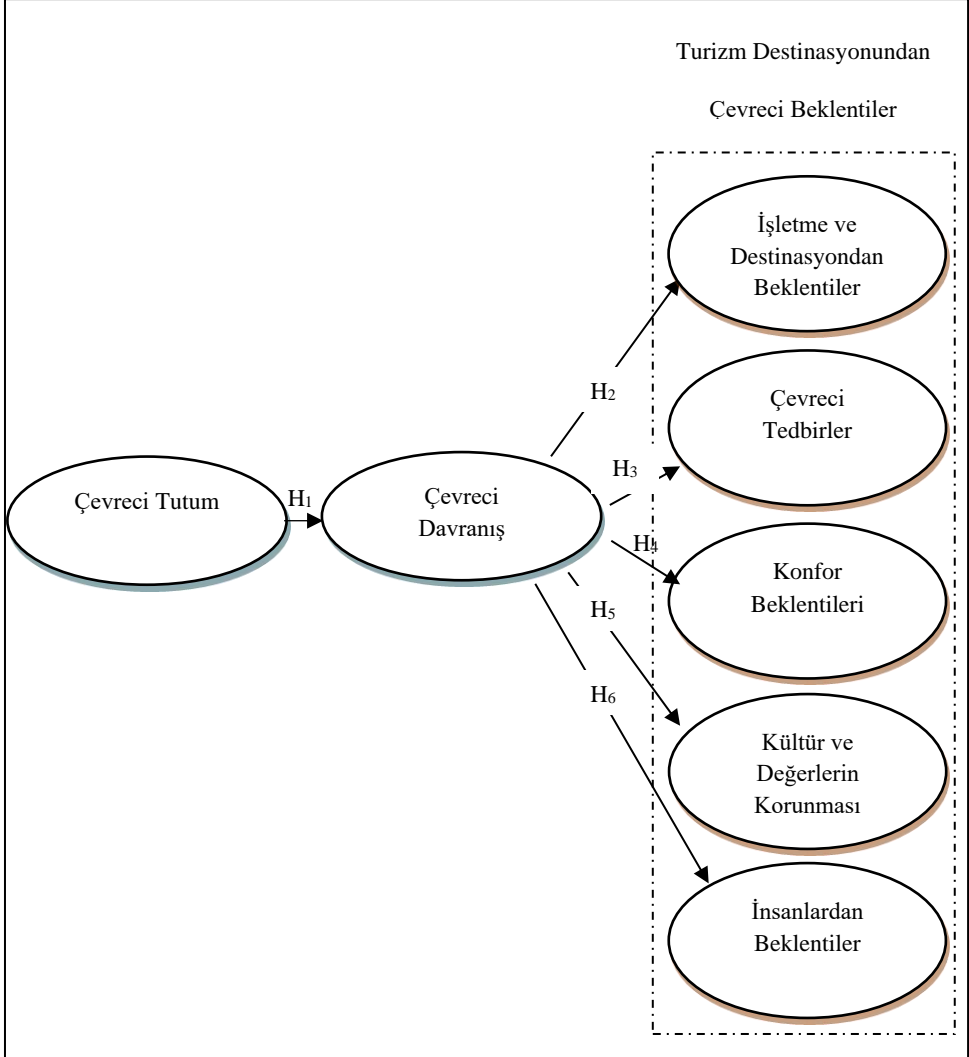 Turizm Destinasyonundan
Çevreci Beklentiler
İşletme ve
Destinasyondan
Beklentiler
H2
Çevreci
Tedbirler
H3
Çevreci Tutum
H1
Çevreci
Davranış
H4
Konfor
Beklentileri
H5
H6
Kültür ve
Değerlerin
Korunması
İnsanlardan
Beklentiler